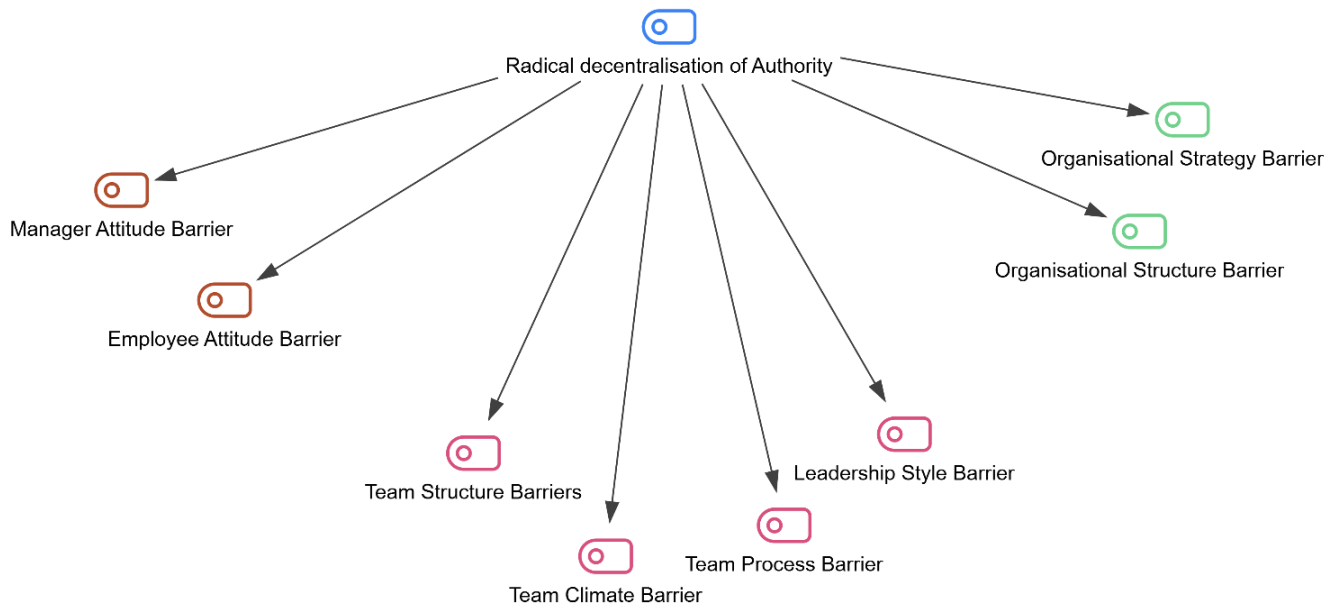 Radical decentralisation of Authority
Organisational Strategy Barrier
Manager Attitude Barrier
Organisational Structure Barrier
Employee Attitude Barrier
Leadership Style Barrier
Team Structure Barriers
Team Process Barrier
Team Climate Barrier